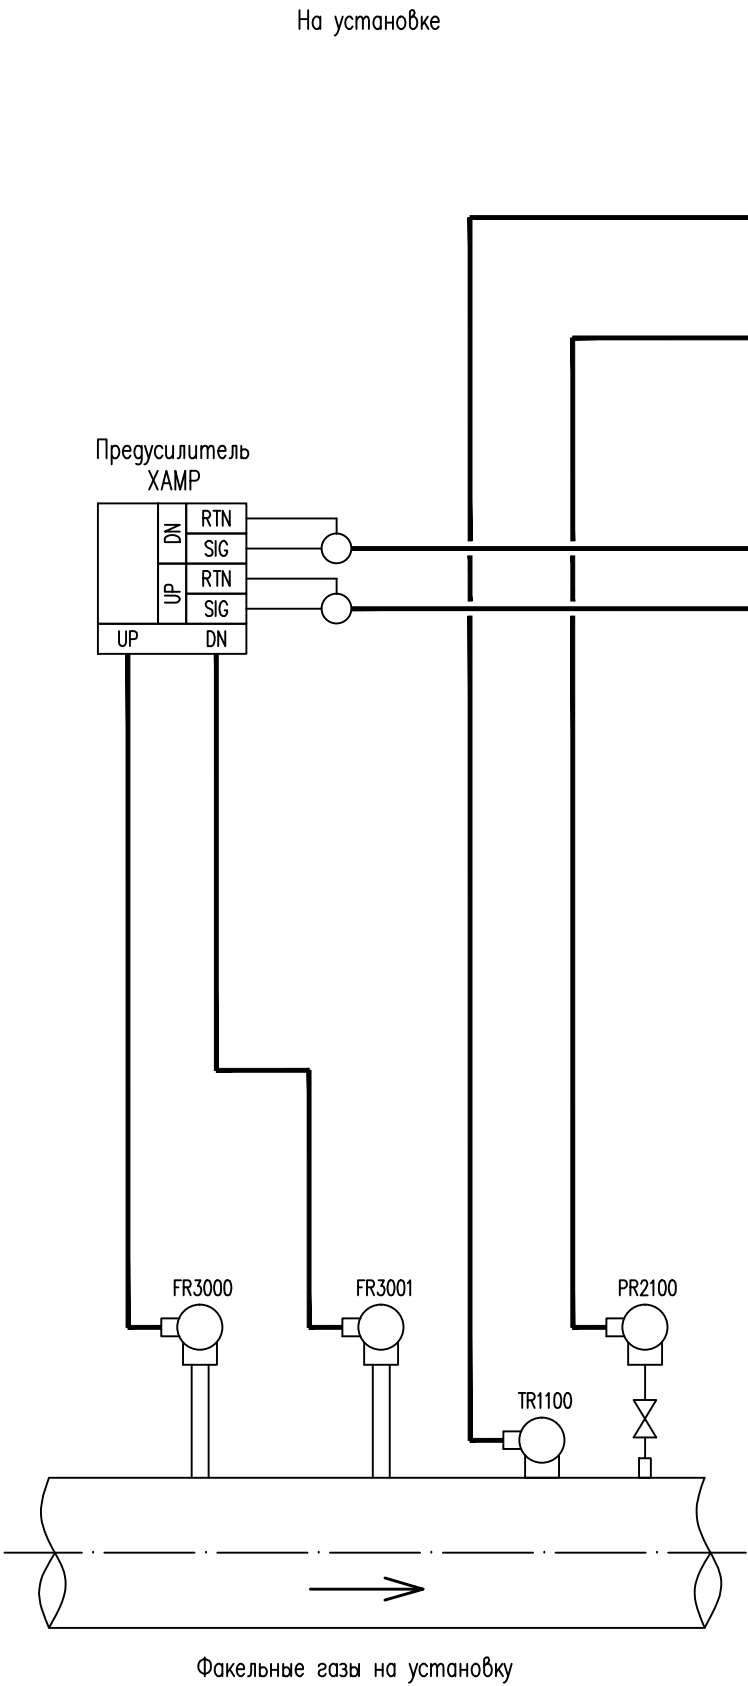 На установке
Предусилитель
XAMP
DN
RTN
SIG
UP
RTN
SIG
UP DN
FR3000 FR3001 PR2100
TR1100
Факельные газы на установку